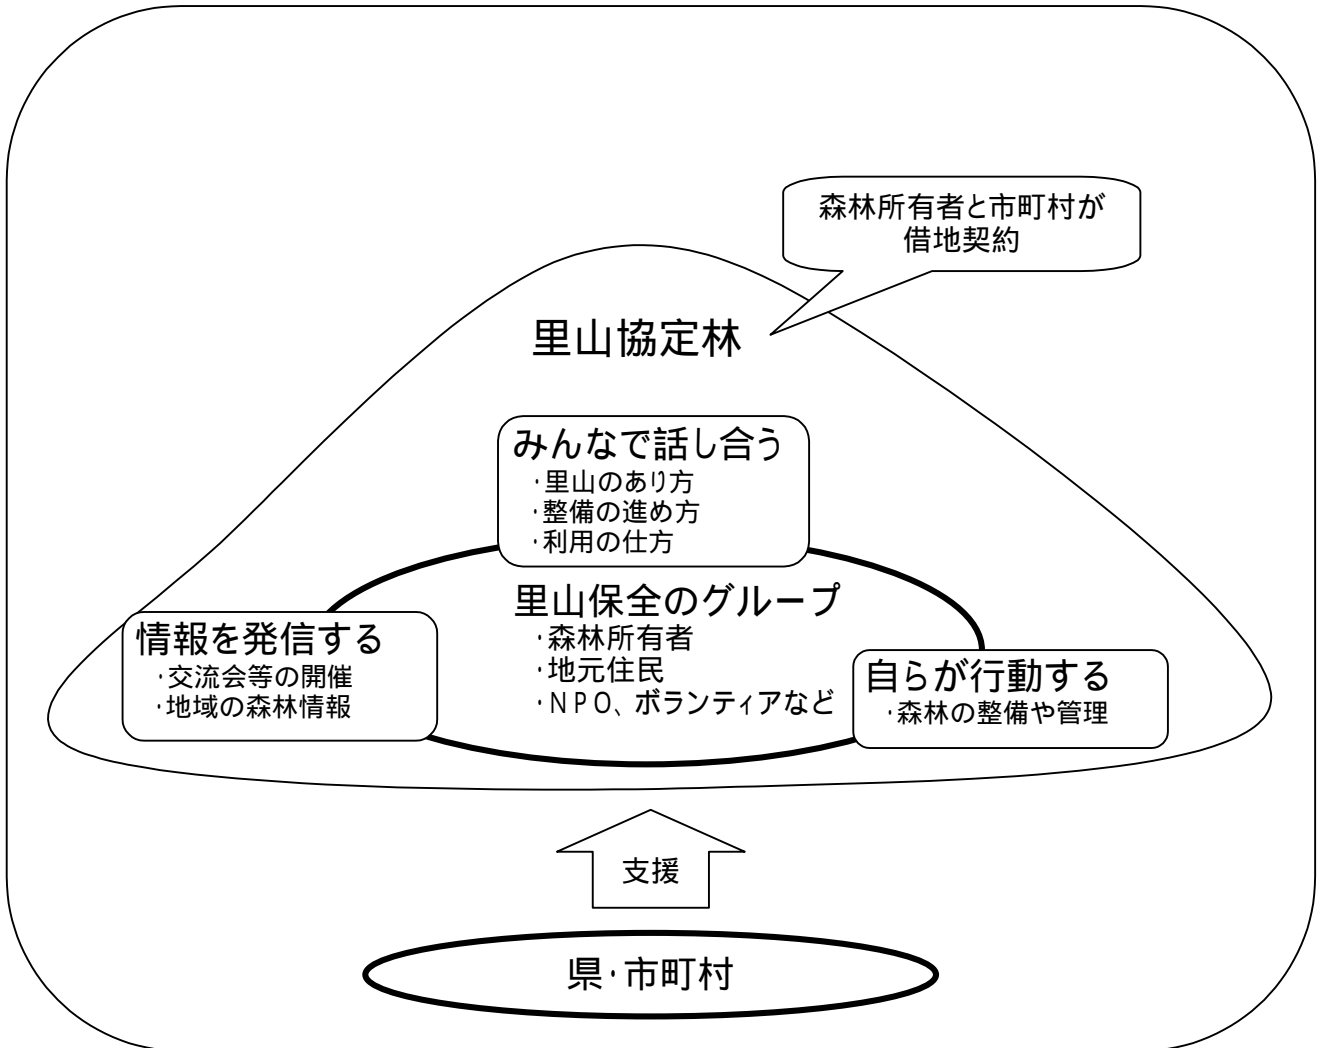 森林所有者と市町村が
借地契約
里山協定林
みんなで話し合う
・里山のあり方
・整備の進め方
・利用の仕方
里山保全のグループ
・森林所有者
・地元住民
・NPO、ボランティアなど
情報を発信する
・交流会等の開催
・地域の森林情報
自らが行動する
・森林の整備や管理
支援
県・市町村